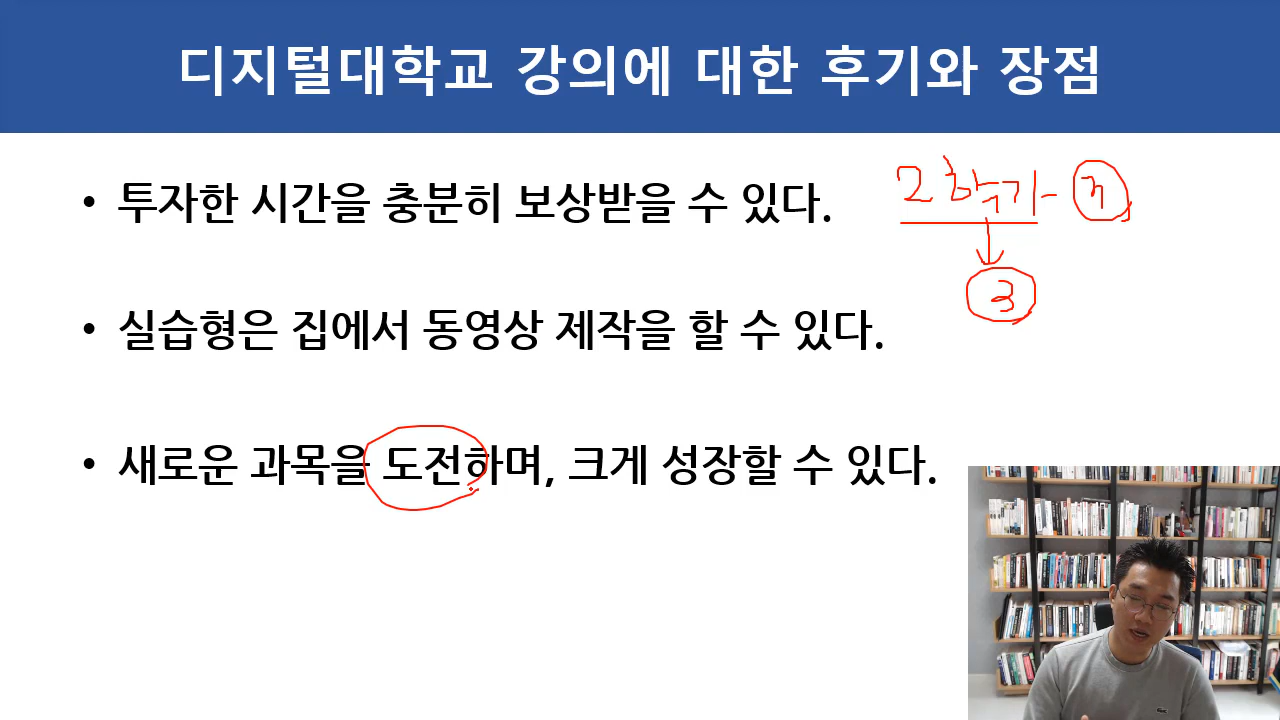 디지털대학교 강의에 대한 후기와 장점
• 투자한 시간을 충분히 보상받을 수 있다.
2학기-
3
• 실습형은 집에서 동영상 제작을 할 수 있다.
• 새로운 과목을 도전하며, 크게 성장할 수 있다.